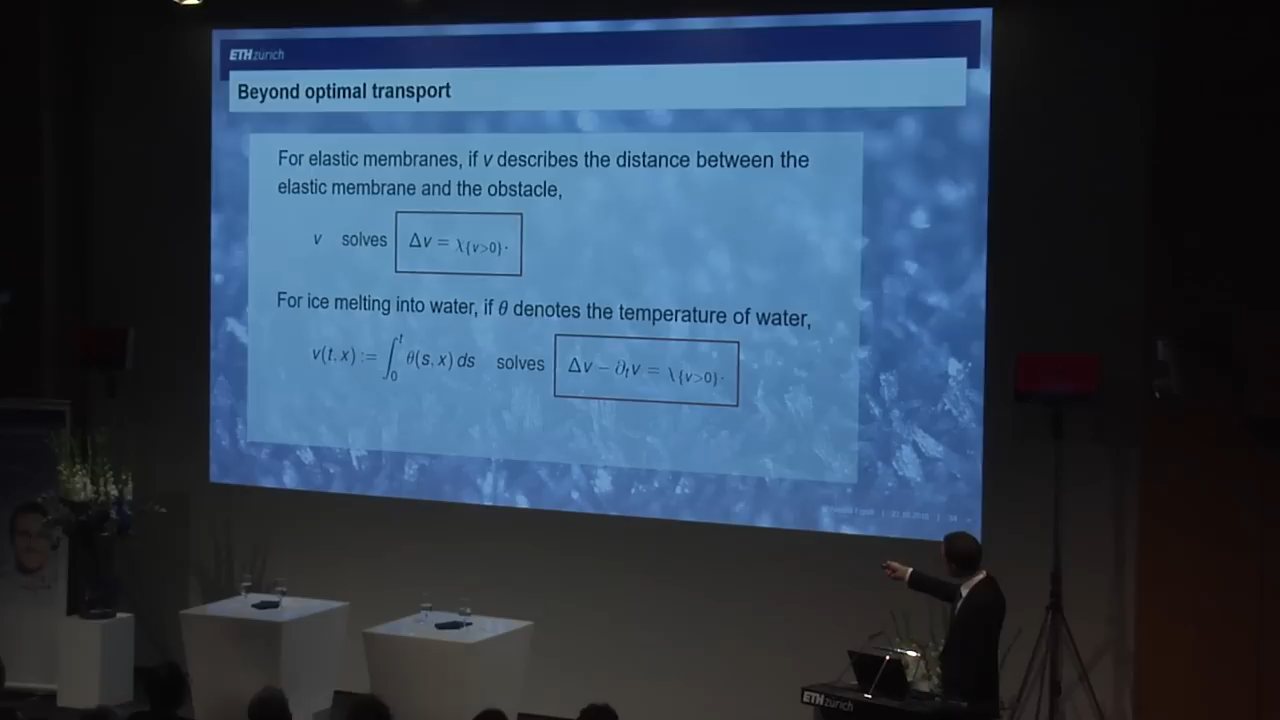 ETH zürich
Beyond optimal transport
For elastic membranes, if v describes the distance between the
elastic membrane and the obstacle,
v solves Δv = χ{v>0}.
For ice melting into water, if θ denotes the temperature of water,
v(t, x) := ∫₀ᵗ θ(s, x) ds solves Δv − ∂ₜv = χ{v>0}.
ETH zürich